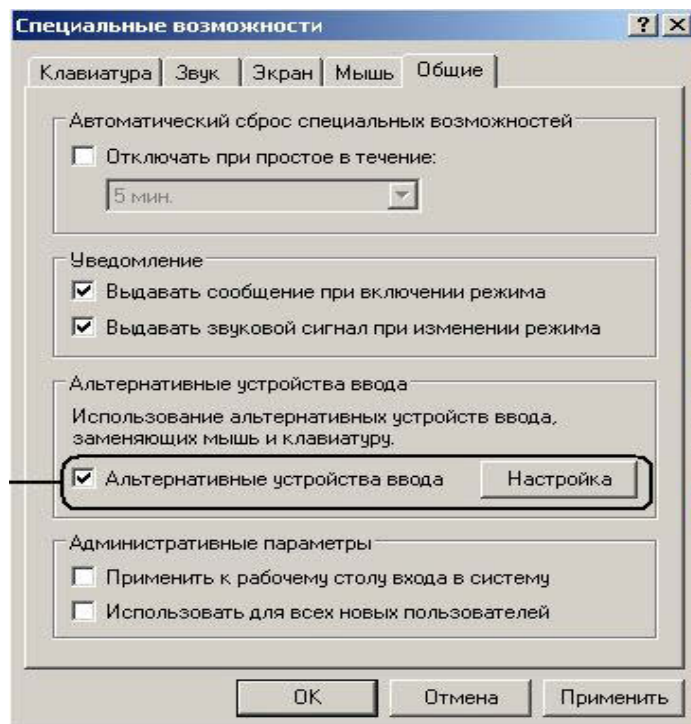 Специальные возможности
Клавиатура Звук Экран Мышь Общие
Автоматический сброс специальных возможностей
Отключать при простое в течение:
5 мин.
Уведомление
Выдавать сообщение при включении режима
Выдавать звуковой сигнал при изменении режима
Альтернативные устройства ввода
Использование альтернативных устройств ввода,
заменяющих мышь и клавиатуру.
Альтернативные устройства ввода Настройка
Административные параметры
Применить к рабочему столу входа в систему
Использовать для всех новых пользователей
OK Отмена Применить